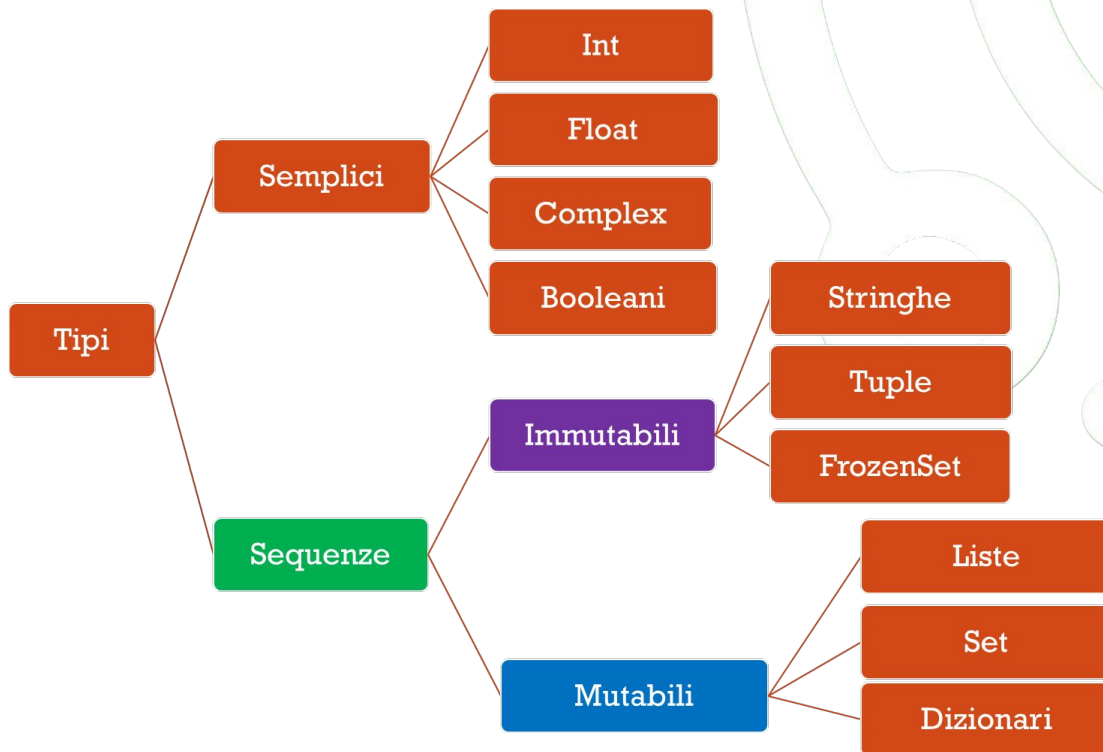 Tipi
Semplici
Int
Float
Complex
Booleani
Sequenze
Immutabili
Stringhe
Tuple
FrozenSet
Mutabili
Liste
Set
Dizionari